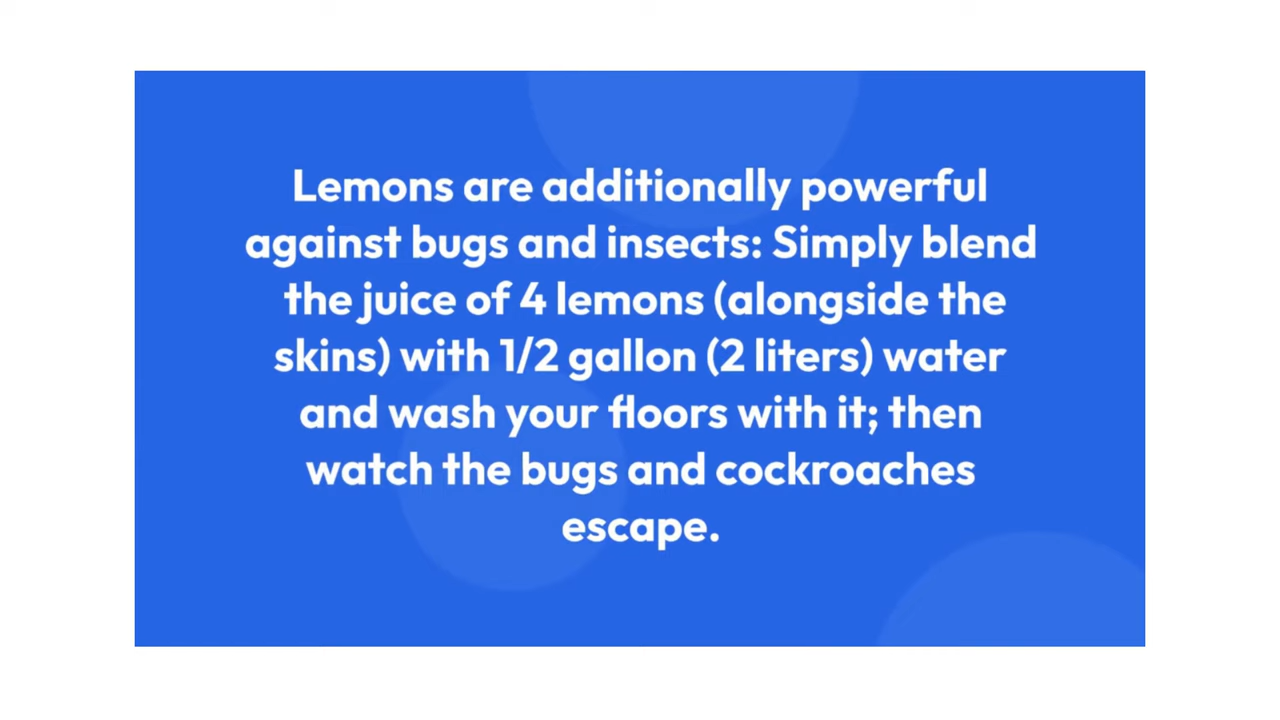 Lemons are additionally powerful
against bugs and insects: Simply blend
the juice of 4 lemons (alongside the
skins) with 1/2 gallon (2 liters) water
and wash your floors with it; then
watch the bugs and cockroaches
escape.